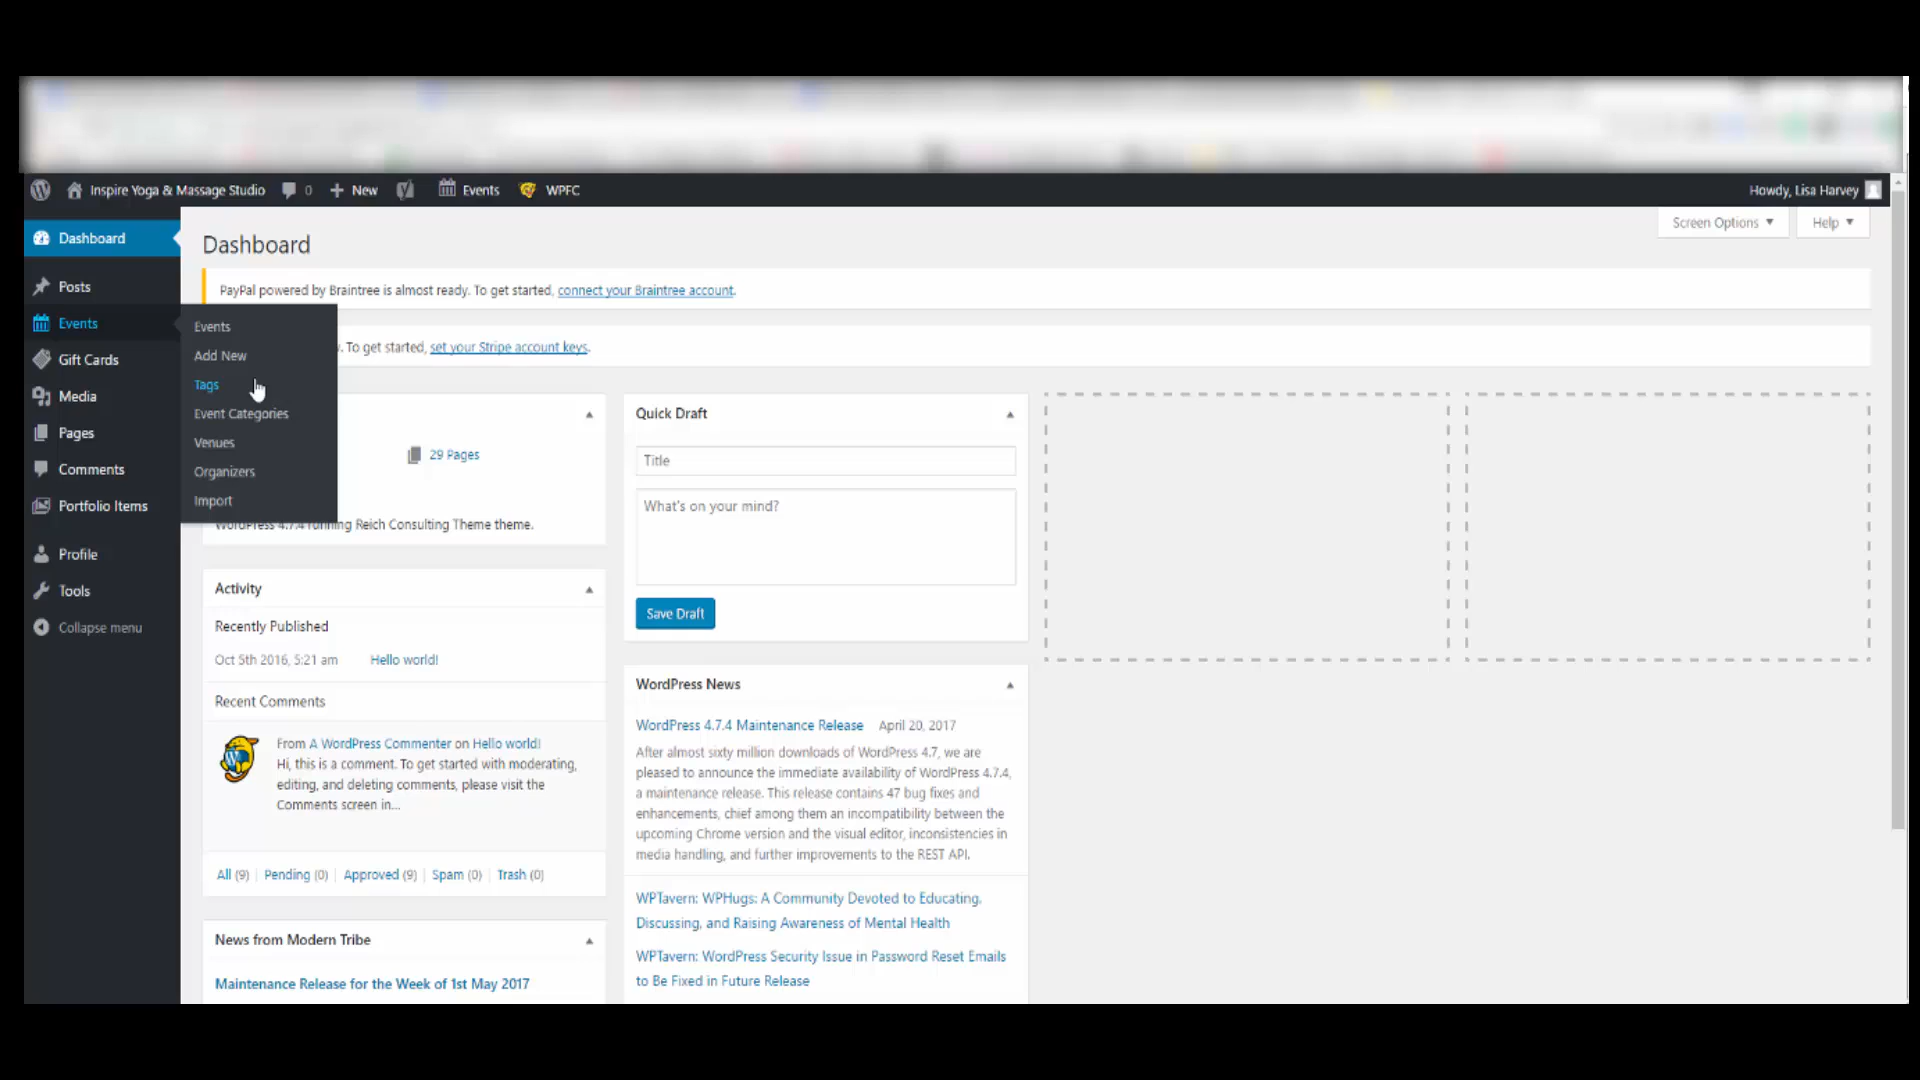 Inspire Yoga & Massage Studio 0 New Events WPFC Howdy, Lisa Harvey
Screen Options Help
Dashboard
Posts
Events
Gift Cards
Media
Pages
Comments
Portfolio Items
Profile
Tools
Collapse menu
Events
Add New
Tags
Event Categories
Venues
Organizers
Import
Dashboard
PayPal powered by Braintree is almost ready. To get started, connect your Braintree account.
. To get started, set your Stripe account keys.
29 Pages
WordPress 4.7.4 running Reich Consulting Theme theme.
Activity
Recently Published
Oct 5th 2016, 5:21 am Hello world!
Recent Comments
From A WordPress Commenter on Hello world!
Hi, this is a comment. To get started with moderating,
editing, and deleting comments, please visit the
Comments screen in...
All (9) | Pending (0) | Approved (9) | Spam (0) | Trash (0)
News from Modern Tribe
Maintenance Release for the Week of 1st May 2017
Quick Draft
Title
What's on your mind?
Save Draft
WordPress News
WordPress 4.7.4 Maintenance Release April 20, 2017
After almost sixty million downloads of WordPress 4.7, we are
pleased to announce the immediate availability of WordPress 4.7.4,
a maintenance release. This release contains 47 bug fixes and
enhancements, chief among them an incompatibility between the
upcoming Chrome version and the visual editor, inconsistencies in
media handling, and further improvements to the REST API.
WPTavern: WPHugs: A Community Devoted to Educating,
Discussing, and Raising Awareness of Mental Health
WPTavern: WordPress Security Issue in Password Reset Emails
to Be Fixed in Future Release